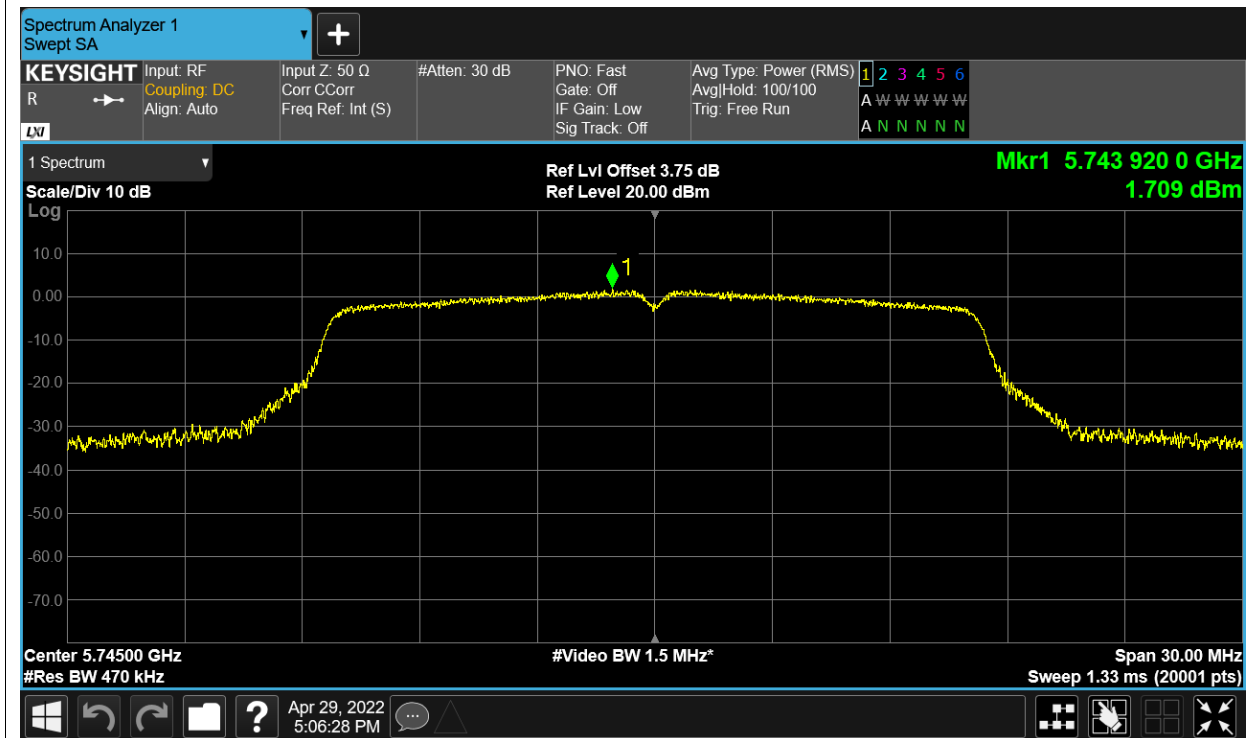 Spectrum Analyzer 1
Swept SA
KEYSIGHT
R
LXI
Input: RF
Coupling: DC
Align: Auto
Input Z: 50 Ω
Corr CCorr
Freq Ref: Int (S)
#Atten: 30 dB
PNO: Fast
Gate: Off
IF Gain: Low
Sig Track: Off
Avg Type: Power (RMS)
Avg|Hold: 100/100
Trig: Free Run
1 2 3 4 5 6
A W W W W W
A N N N N N
1 Spectrum
Scale/Div 10 dB
Log
Ref Lvl Offset 3.75 dB
Ref Level 20.00 dBm
Mkr1 5.743 920 0 GHz
1.709 dBm
10.0
0.00
-10.0
-20.0
-30.0
-40.0
-50.0
-60.0
-70.0
1
Center 5.74500 GHz
#Res BW 470 kHz
#Video BW 1.5 MHz*
Span 30.00 MHz
Sweep 1.33 ms (20001 pts)
?
Apr 29, 2022
5:06:28 PM